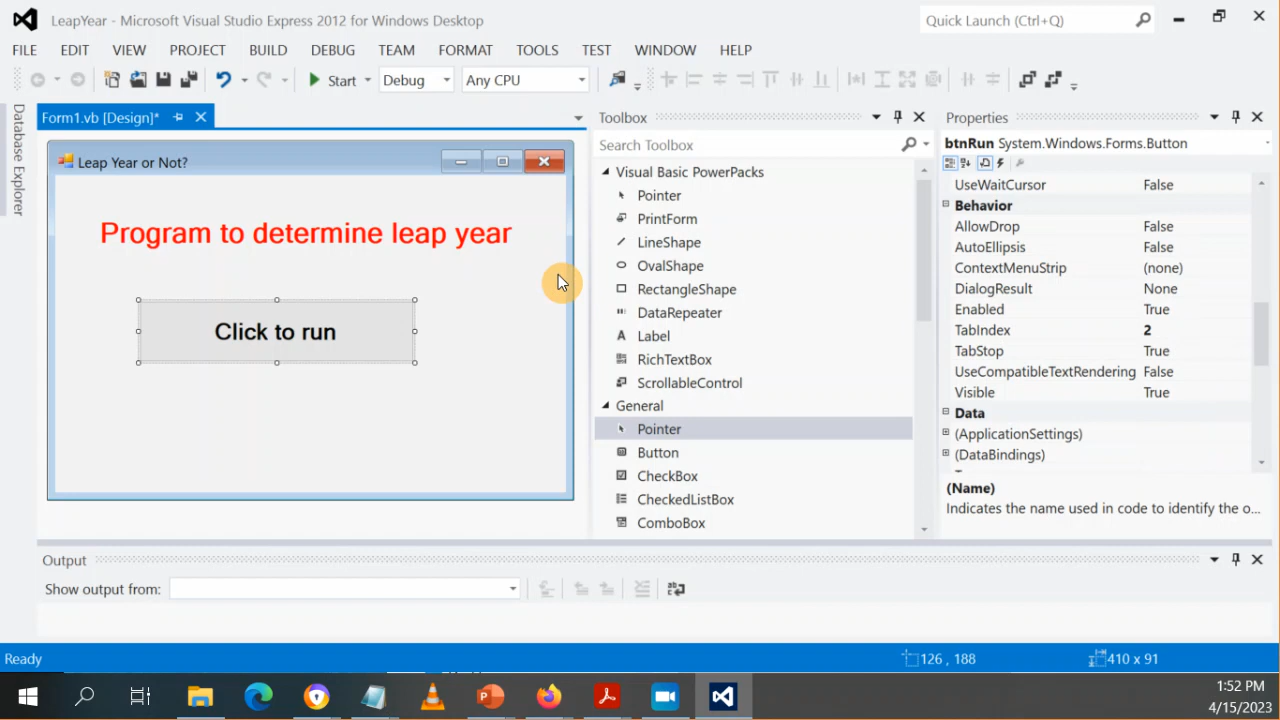 LeapYear - Microsoft Visual Studio Express 2012 for Windows Desktop
Quick Launch (Ctrl+Q)
FILE EDIT VIEW PROJECT BUILD DEBUG TEAM FORMAT TOOLS TEST WINDOW HELP
Start Debug Any CPU
Database Explorer
Form1.vb [Design]*
Leap Year or Not?
Program to determine leap year
Click to run
Toolbox
Search Toolbox
Visual Basic PowerPacks
Pointer
PrintForm
LineShape
OvalShape
RectangleShape
DataRepeater
Label
RichTextBox
ScrollableControl
General
Pointer
Button
CheckBox
CheckedListBox
ComboBox
Properties
btnRun System.Windows.Forms.Button
UseWaitCursor False
Behavior
AllowDrop False
AutoEllipsis False
ContextMenuStrip (none)
DialogResult None
Enabled True
TabIndex 2
TabStop True
UseCompatibleTextRendering False
Visible True
Data
(ApplicationSettings)
(DataBindings)
(Name)
Indicates the name used in code to identify the o...
Output
Show output from:
Ready
126 , 188
410 x 91
1:52 PM
4/15/2023